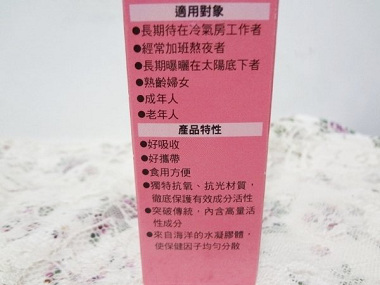 適用對象
●長期待在冷氣房工作者
●經常加班熬夜者
●長期曝曬在太陽底下者
●熟齡婦女
●成年人
●老年人
產品特性
●好吸收
●好攜帶
●食用方便
●獨特抗氧、抗光材質，
徹底保護有效成分活性
●突破傳統，內含高量活
性成分
●來自海洋的水凝膠體，
使保健因子均勻分散